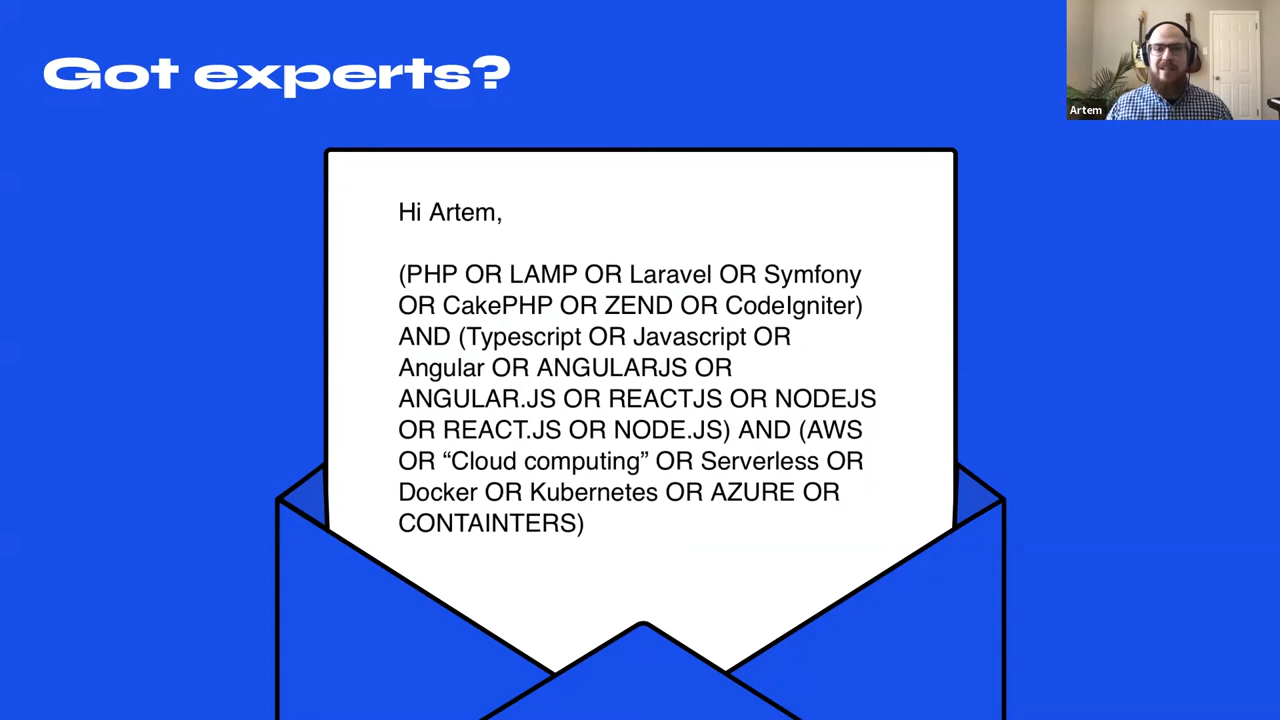 Got experts?
Artem
Hi Artem,
(PHP OR LAMP OR Laravel OR Symfony
OR CakePHP OR ZEND OR CodeIgniter)
AND (Typescript OR Javascript OR
Angular OR ANGULARJS OR
ANGULAR.JS OR REACTJS OR NODEJS
OR REACT.JS OR NODE.JS) AND (AWS
OR “Cloud computing” OR Serverless OR
Docker OR Kubernetes OR AZURE OR
CONTAINTERS)